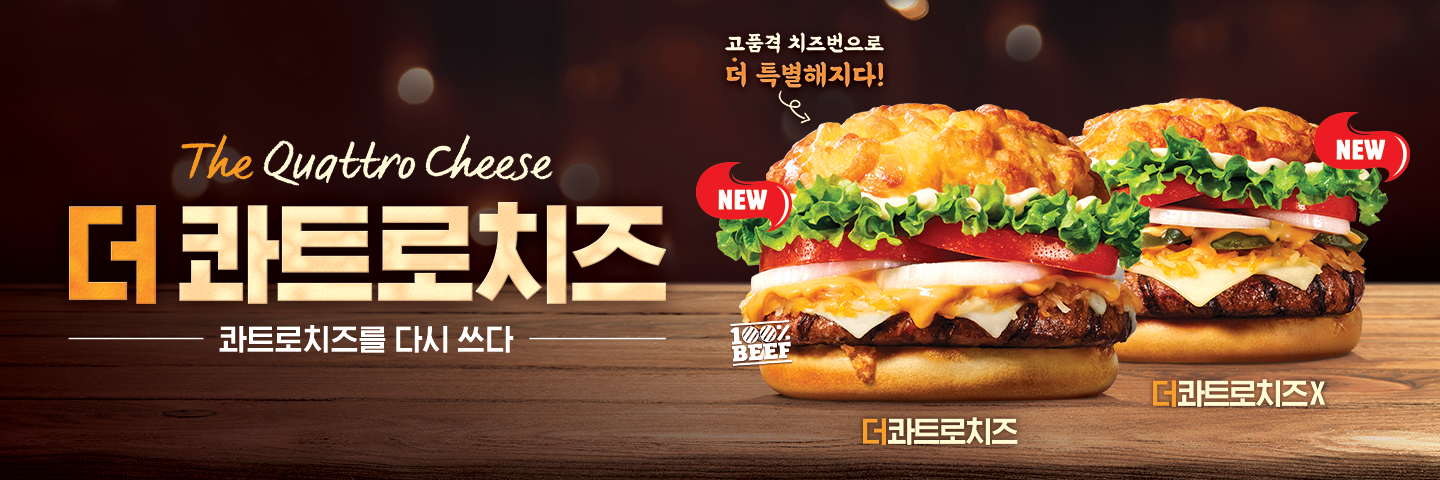 The Quattro Cheese
더 콰트로치즈
콰트로치즈를 다시 쓰다
고품격 치즈번으로
더 특별해지다!
NEW
NEW
100%
BEEF
더콰트로치즈
더콰트로치즈X